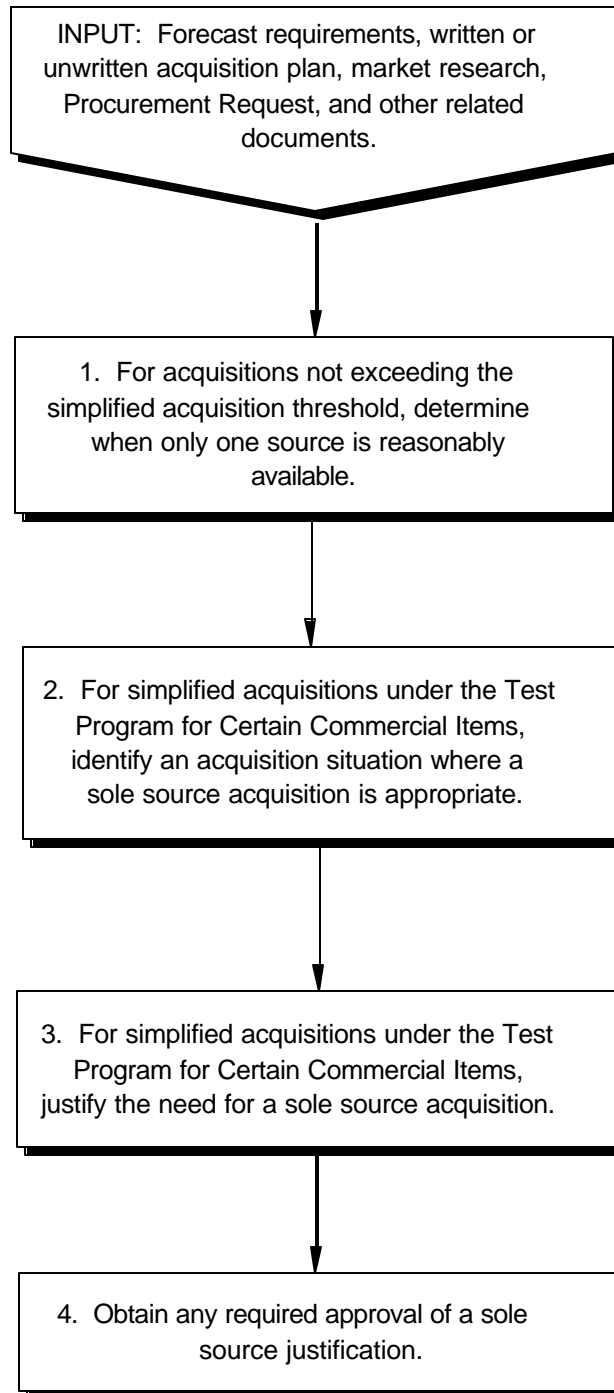 INPUT: Forecast requirements, written or
unwritten acquisition plan, market research,
Procurement Request, and other related
documents.
1. For acquisitions not exceeding the
simplified acquisition threshold, determine
when only one source is reasonably
available.
2. For simplified acquisitions under the Test
Program for Certain Commercial Items,
identify an acquisition situation where a
sole source acquisition is appropriate.
3. For simplified acquisitions under the Test
Program for Certain Commercial Items,
justify the need for a sole source acquisition.
4. Obtain any required approval of a sole
source justification.